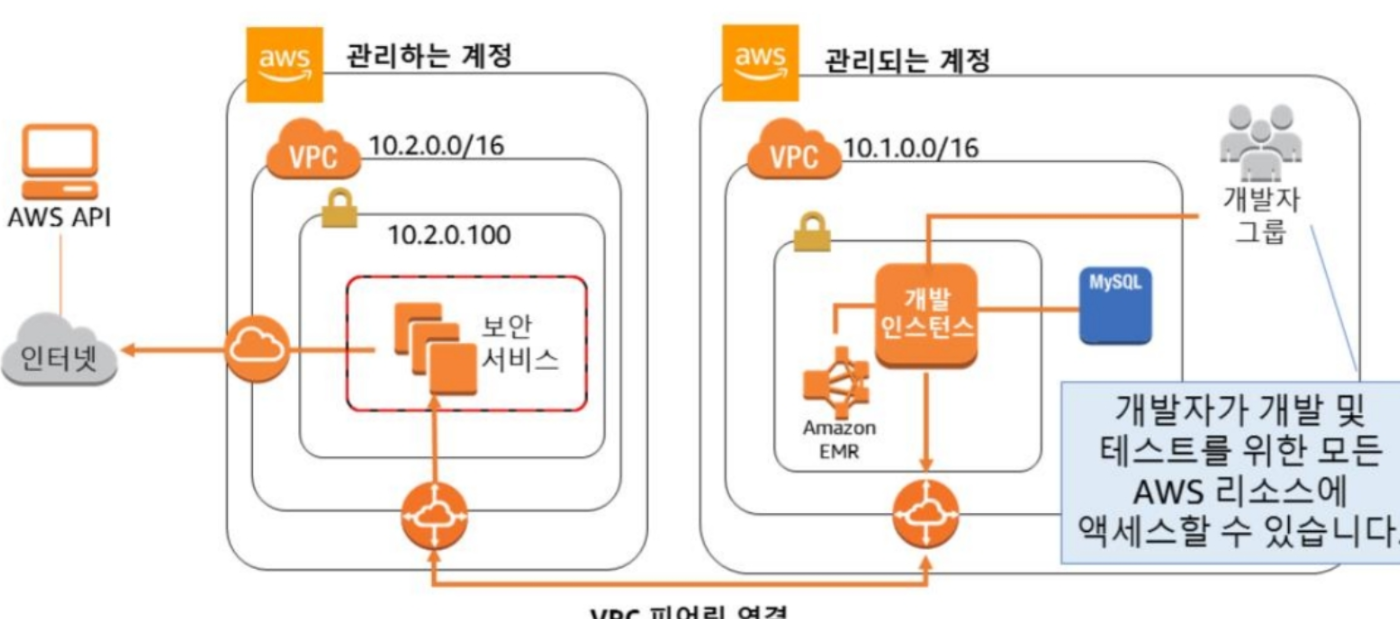 aws
관리하는 계정
aws
관리되는 계정
VPC
10.2.0.0/16
VPC
10.1.0.0/16
AWS API
개발자
그룹
10.2.0.100
보안
서비스
인터넷
개발
인스턴스
MySQL
Amazon
EMR
개발자가 개발 및
테스트를 위한 모든
AWS 리소스에
액세스할 수 있습니다.
VPC 피어링 연결